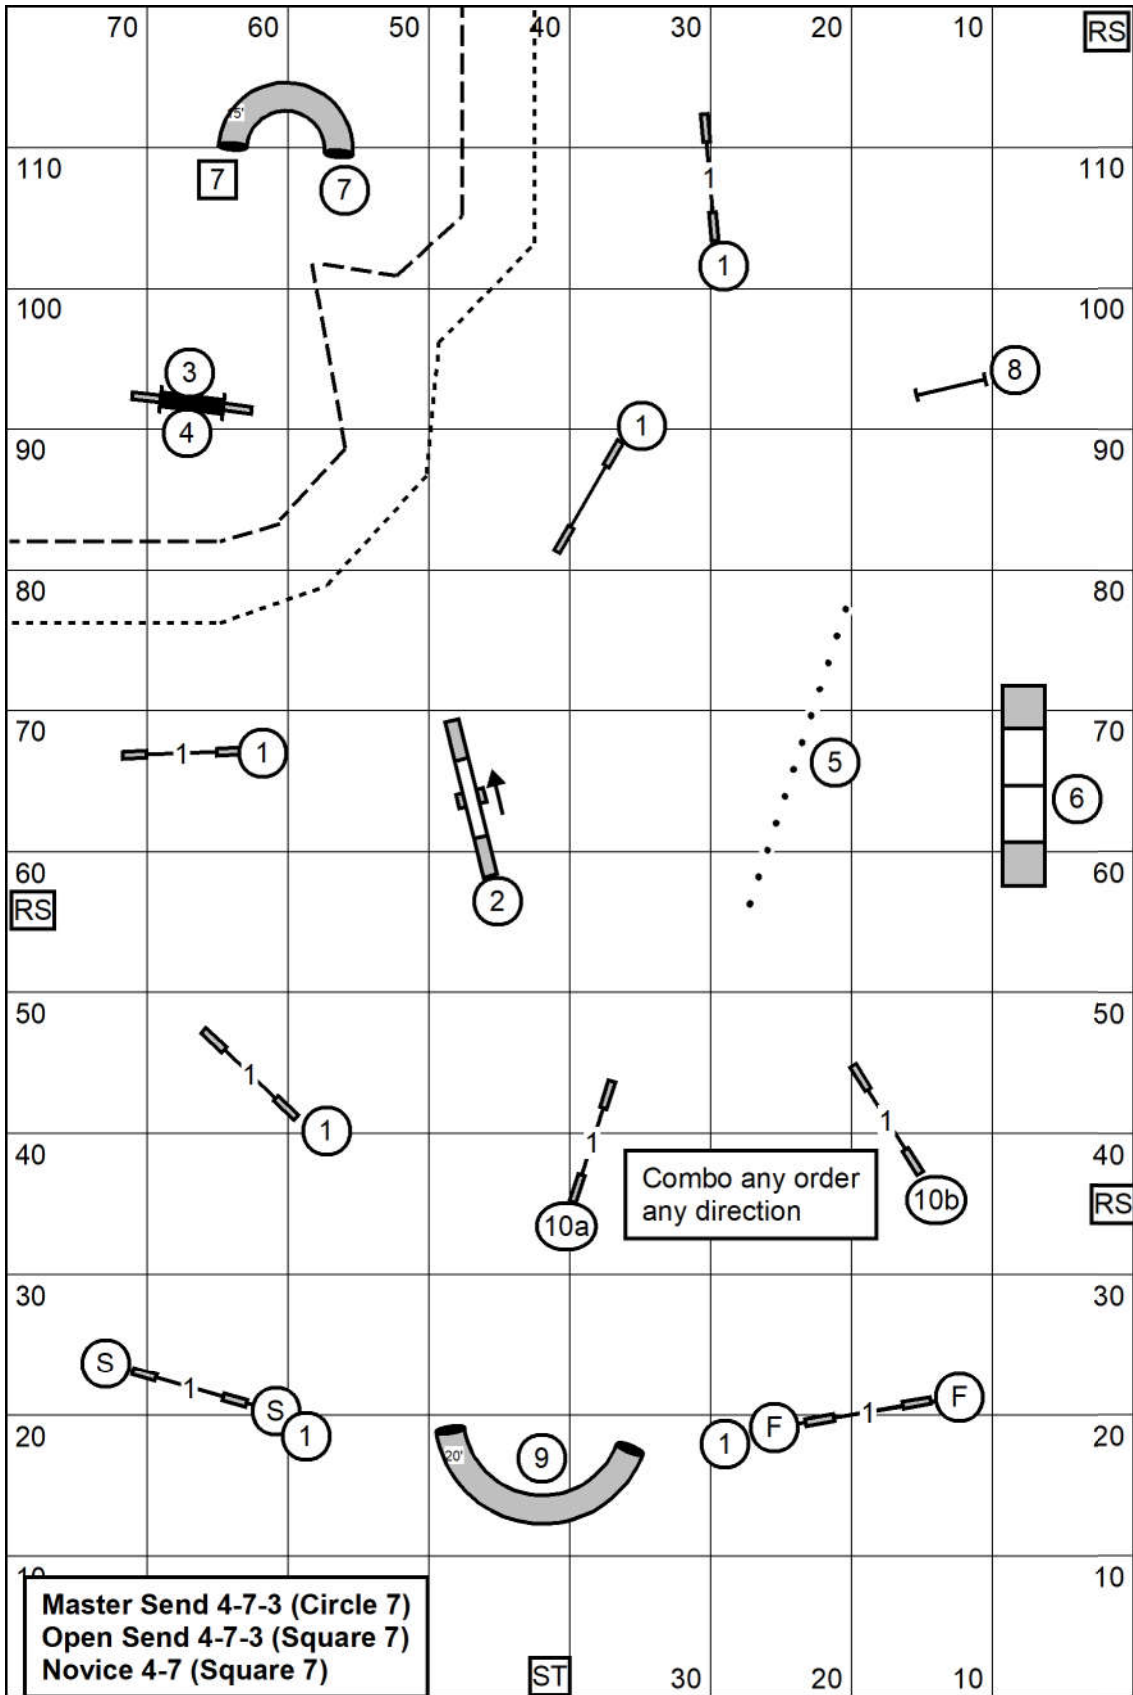 70 60 50 40 30 20 10 RS
15'
110 7 7 1 1 110 RS
100 100
3 8
4 1
90 90
80 80
70 1 1 5 70
6
60 2 60
RS
50 50
1
1 1 1
40 40
Combo any order
any direction
10a 10b RS
30 30
S 1 S 1 F 1 F 1
20 20' 9 20
10 10
Master Send 4-7-3 (Circle 7)
Open Send 4-7-3 (Square 7)
Novice 4-7 (Square 7)
ST 30 20 10